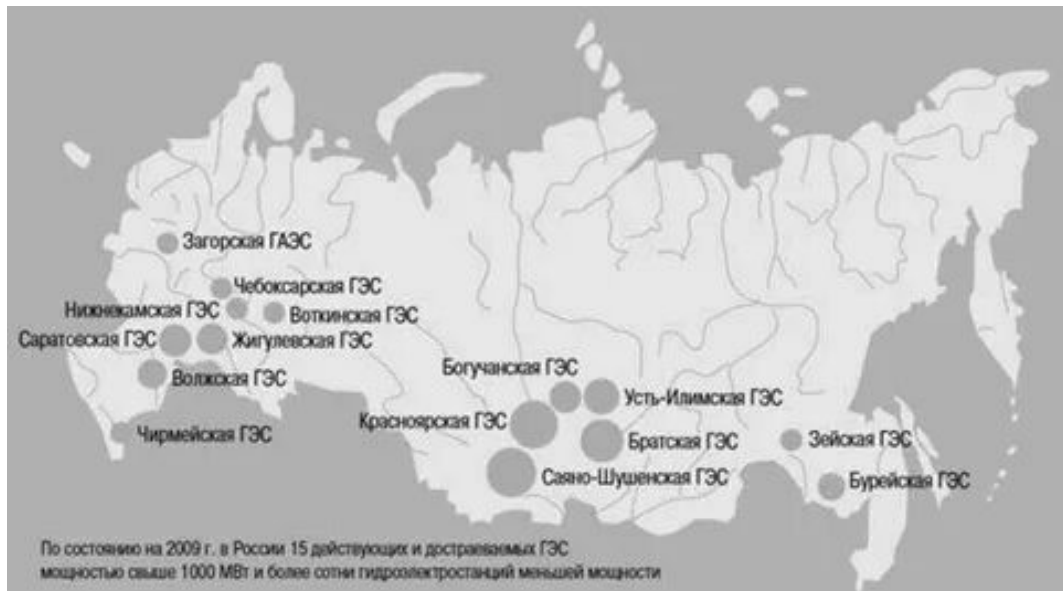 Загорская ГАЭС
Чебоксарская ГЭС
Нижнекамская ГЭС
Воткинская ГЭС
Саратовская ГЭС
Жигулевская ГЭС
Волжская ГЭС
Богучанская ГЭС
Усть-Илимская ГЭС
Красноярская ГЭС
Чирмейская ГЭС
Братская ГЭС
Зейская ГЭС
Саяно-Шушенская ГЭС
Бурейская ГЭС
По состоянию на 2009 г. в России 15 действующих и достраеваемых ГЭС
мощностью свыше 1000 МВт и более сотни гидроэлектростанций меньшей мощности